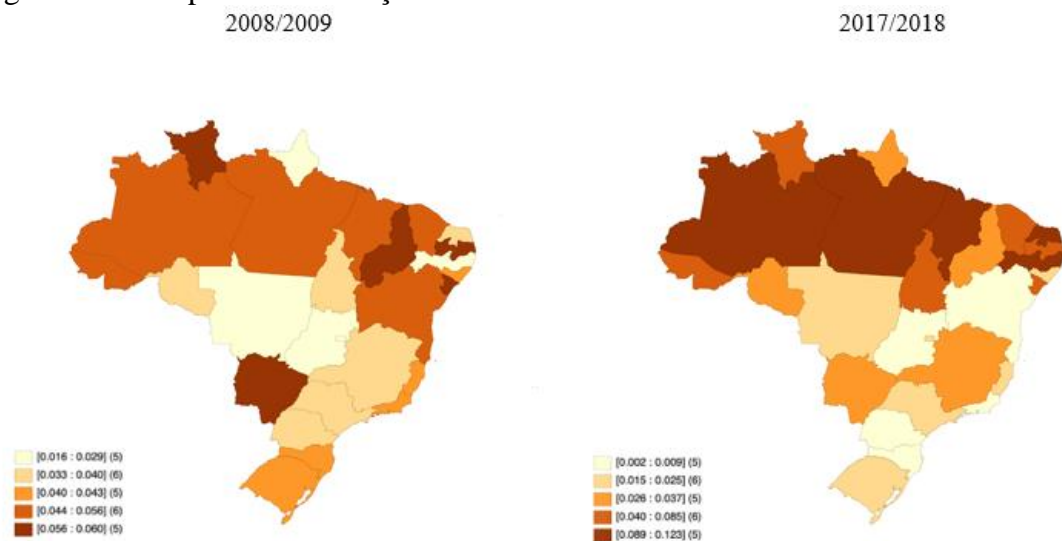 2008/2009
2017/2018
[0.016 : 0.029] (5)
[0.033 : 0.040] (6)
[0.040 : 0.043] (5)
[0.044 : 0.056] (6)
[0.056 : 0.060] (5)
[0.002 : 0.009] (5)
[0.015 : 0.025] (6)
[0.026 : 0.037] (5)
[0.040 : 0.085] (6)
[0.089 : 0.123] (5)